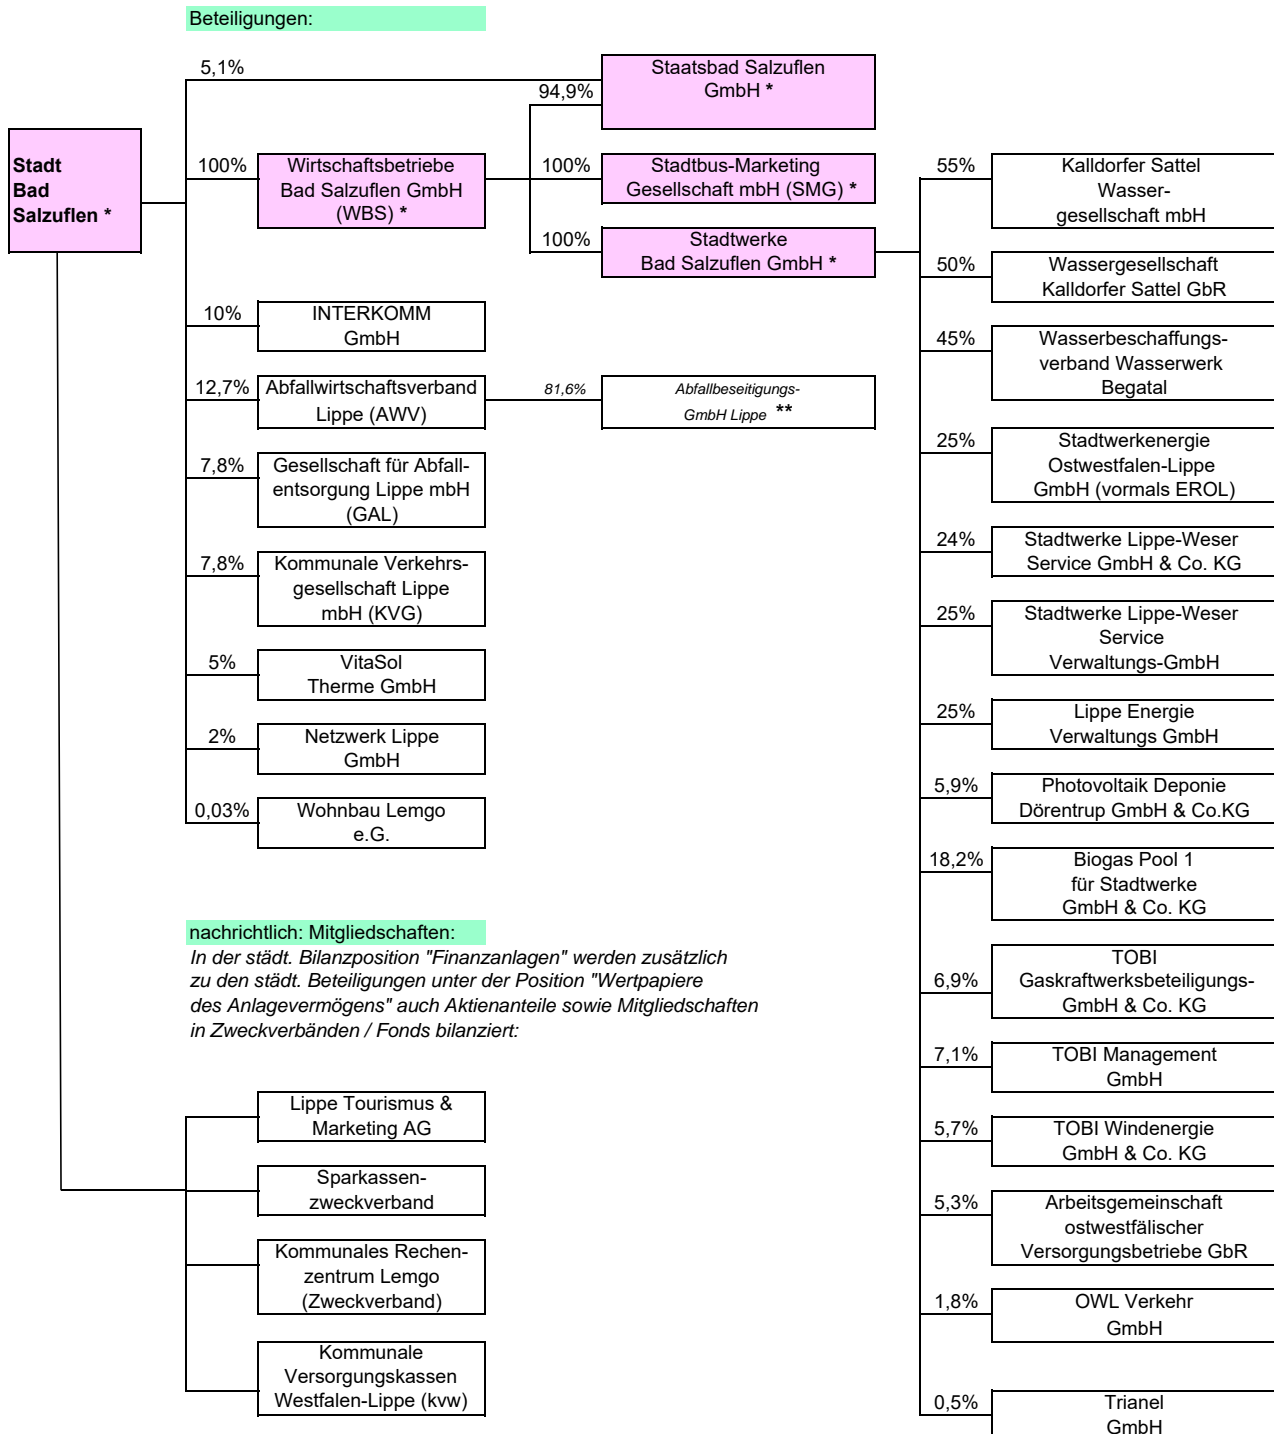 Beteiligungen:
Stadt
Bad
Salzuflen *
5,1%
Staatsbad Salzuflen
GmbH *
94,9%
100%
Wirtschaftsbetriebe
Bad Salzuflen GmbH
(WBS) *
100%
Stadtbus-Marketing
Gesellschaft mbH (SMG) *
100%
Stadtwerke
Bad Salzuflen GmbH *
10%
INTERKOMM
GmbH
12,7%
Abfallwirtschaftsverband
Lippe (AWV)
81,6%
Abfallbeseitigungs-
GmbH Lippe **
7,8%
Gesellschaft für Abfall-
entsorgung Lippe mbH
(GAL)
7,8%
Kommunale Verkehrs-
gesellschaft Lippe
mbH (KVG)
5%
VitaSol
Therme GmbH
2%
Netzwerk Lippe
GmbH
0,03%
Wohnbau Lemgo
e.G.
55%
Kalldorfer Sattel
Wasser-
gesellschaft mbH
50%
Wassergesellschaft
Kalldorfer Sattel GbR
45%
Wasserbeschaffungs-
verband Wasserwerk
Begatal
25%
Stadtwerkenergie
Ostwestfalen-Lippe
GmbH (vormals EROL)
24%
Stadtwerke Lippe-Weser
Service GmbH & Co. KG
25%
Stadtwerke Lippe-Weser
Service
Verwaltungs-GmbH
25%
Lippe Energie
Verwaltungs GmbH
5,9%
Photovoltaik Deponie
Dörentrup GmbH & Co.KG
18,2%
Biogas Pool 1
für Stadtwerke
GmbH & Co. KG
6,9%
TOBI
Gaskraftwerksbeteiligungs-
GmbH & Co. KG
7,1%
TOBI Management
GmbH
5,7%
TOBI Windenergie
GmbH & Co. KG
5,3%
Arbeitsgemeinschaft
ostwestfälischer
Versorgungsbetriebe GbR
1,8%
OWL Verkehr
GmbH
0,5%
Trianel
GmbH
nachrichtlich: Mitgliedschaften:
In der städt. Bilanzposition "Finanzanlagen" werden zusätzlich
zu den städt. Beteiligungen unter der Position "Wertpapiere
des Anlagevermögens" auch Aktienanteile sowie Mitgliedschaften
in Zweckverbänden / Fonds bilanziert:
Lippe Tourismus &
Marketing AG
Sparkassen-
zweckverband
Kommunales Rechen-
zentrum Lemgo
(Zweckverband)
Kommunale
Versorgungskassen
Westfalen-Lippe (kvw)